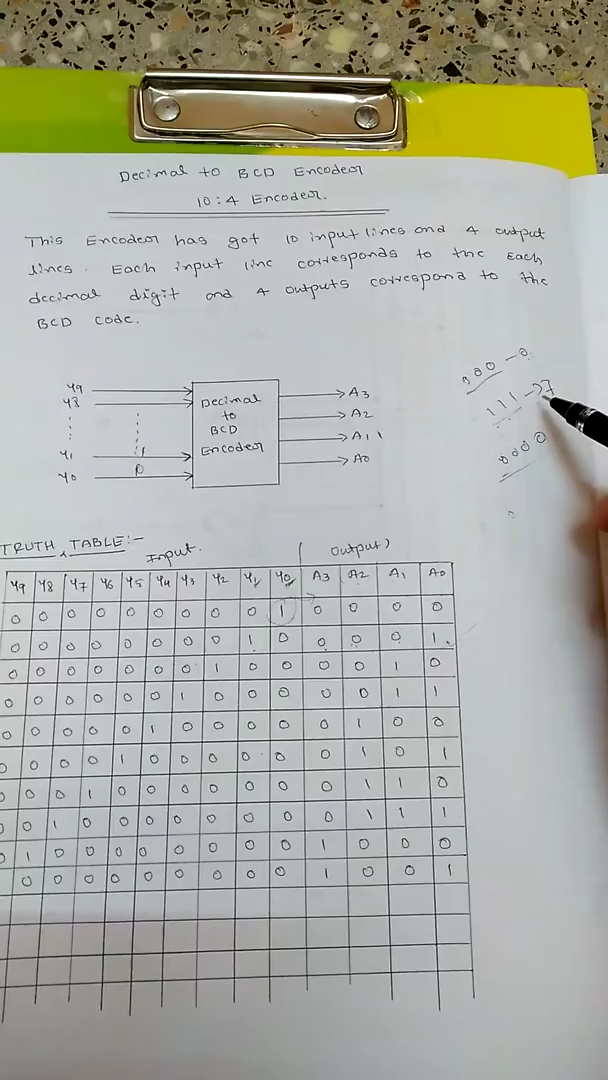 Decimal to BCD Encoder
10:4 Encoder.
This Encoder has got 10 input lines and 4 output
lines. Each input line corresponds to the each
decimal digit and 4 outputs correspond to the
BCD code.
Y9
Y8
Y1
Y0
Decimal
to
BCD
Encoder
A3
A2
A1
A0
000-0
111-7
0000
TRUTH TABLE:-
Input. (Output)
Y9 Y8 Y7 Y6 Y5 Y4 Y3 Y2 Y1 Y0 A3 A2 A1 A0
0 0 0 0 0 0 0 0 0 1 0 0 0 0
0 0 0 0 0 0 0 0 1 0 0 0 0 1
0 0 0 0 0 0 0 1 0 0 0 0 1 0
0 0 0 0 0 0 1 0 0 0 0 0 1 1
0 0 0 0 0 1 0 0 0 0 0 1 0 0
0 0 0 0 1 0 0 0 0 0 0 1 0 1
0 0 0 1 0 0 0 0 0 0 0 1 1 0
0 0 1 0 0 0 0 0 0 0 0 1 1 1
0 1 0 0 0 0 0 0 0 0 1 0 0 0
0 0 0 0 0 0 0 0 0 1 0 0 1